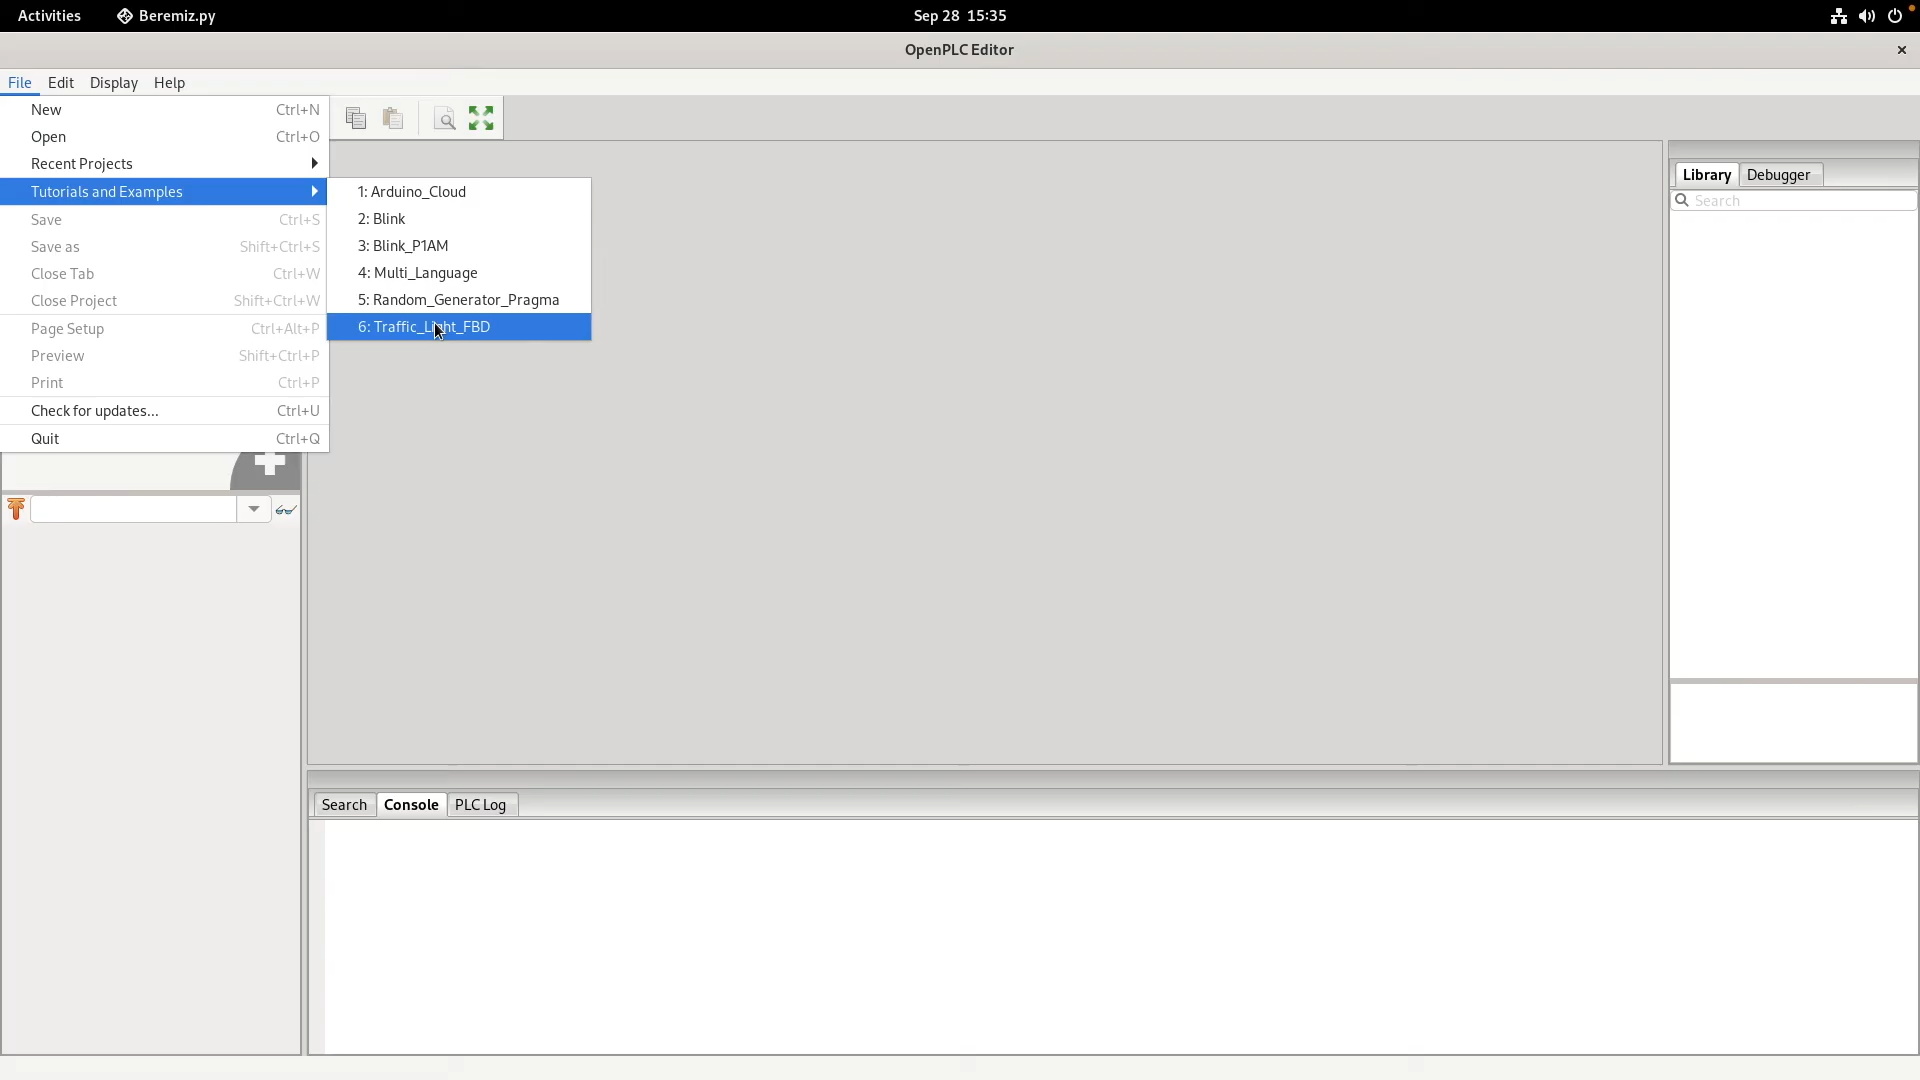 Activities
Beremiz.py
Sep 28 15:35
OpenPLC Editor
File
Edit
Display
Help
New Ctrl+N
Open Ctrl+O
Recent Projects
Tutorials and Examples
Save Ctrl+S
Save as Shift+Ctrl+S
Close Tab Ctrl+W
Close Project Shift+Ctrl+W
Page Setup Ctrl+Alt+P
Preview Shift+Ctrl+P
Print Ctrl+P
Check for updates... Ctrl+U
Quit Ctrl+Q
1: Arduino_Cloud
2: Blink
3: Blink_P1AM
4: Multi_Language
5: Random_Generator_Pragma
6: Traffic_Light_FBD
Library
Debugger
Search
Search
Console
PLC Log